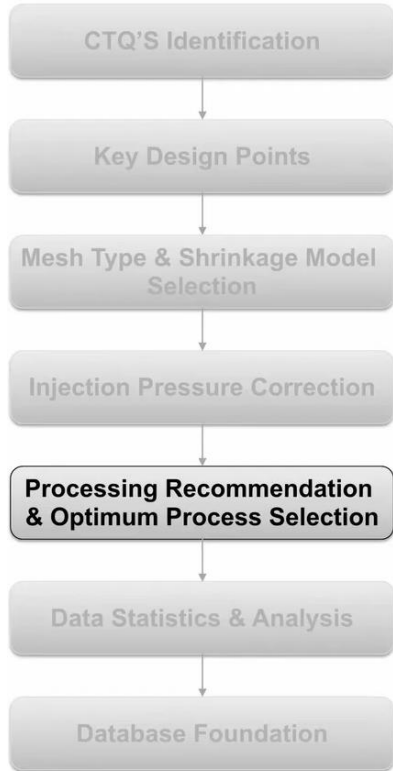 CTQ'S Identification
Key Design Points
Mesh Type & Shrinkage Model
Selection
Injection Pressure Correction
Processing Recommendation
& Optimum Process Selection
Data Statistics & Analysis
Database Foundation